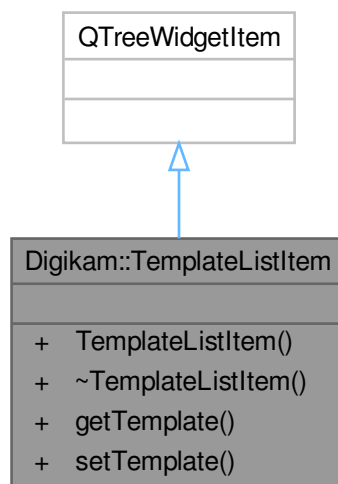 QTreeWidgetItem
Digikam::TemplateListItem
+ TemplateListItem()
+ ~TemplateListItem()
+ getTemplate()
+ setTemplate()